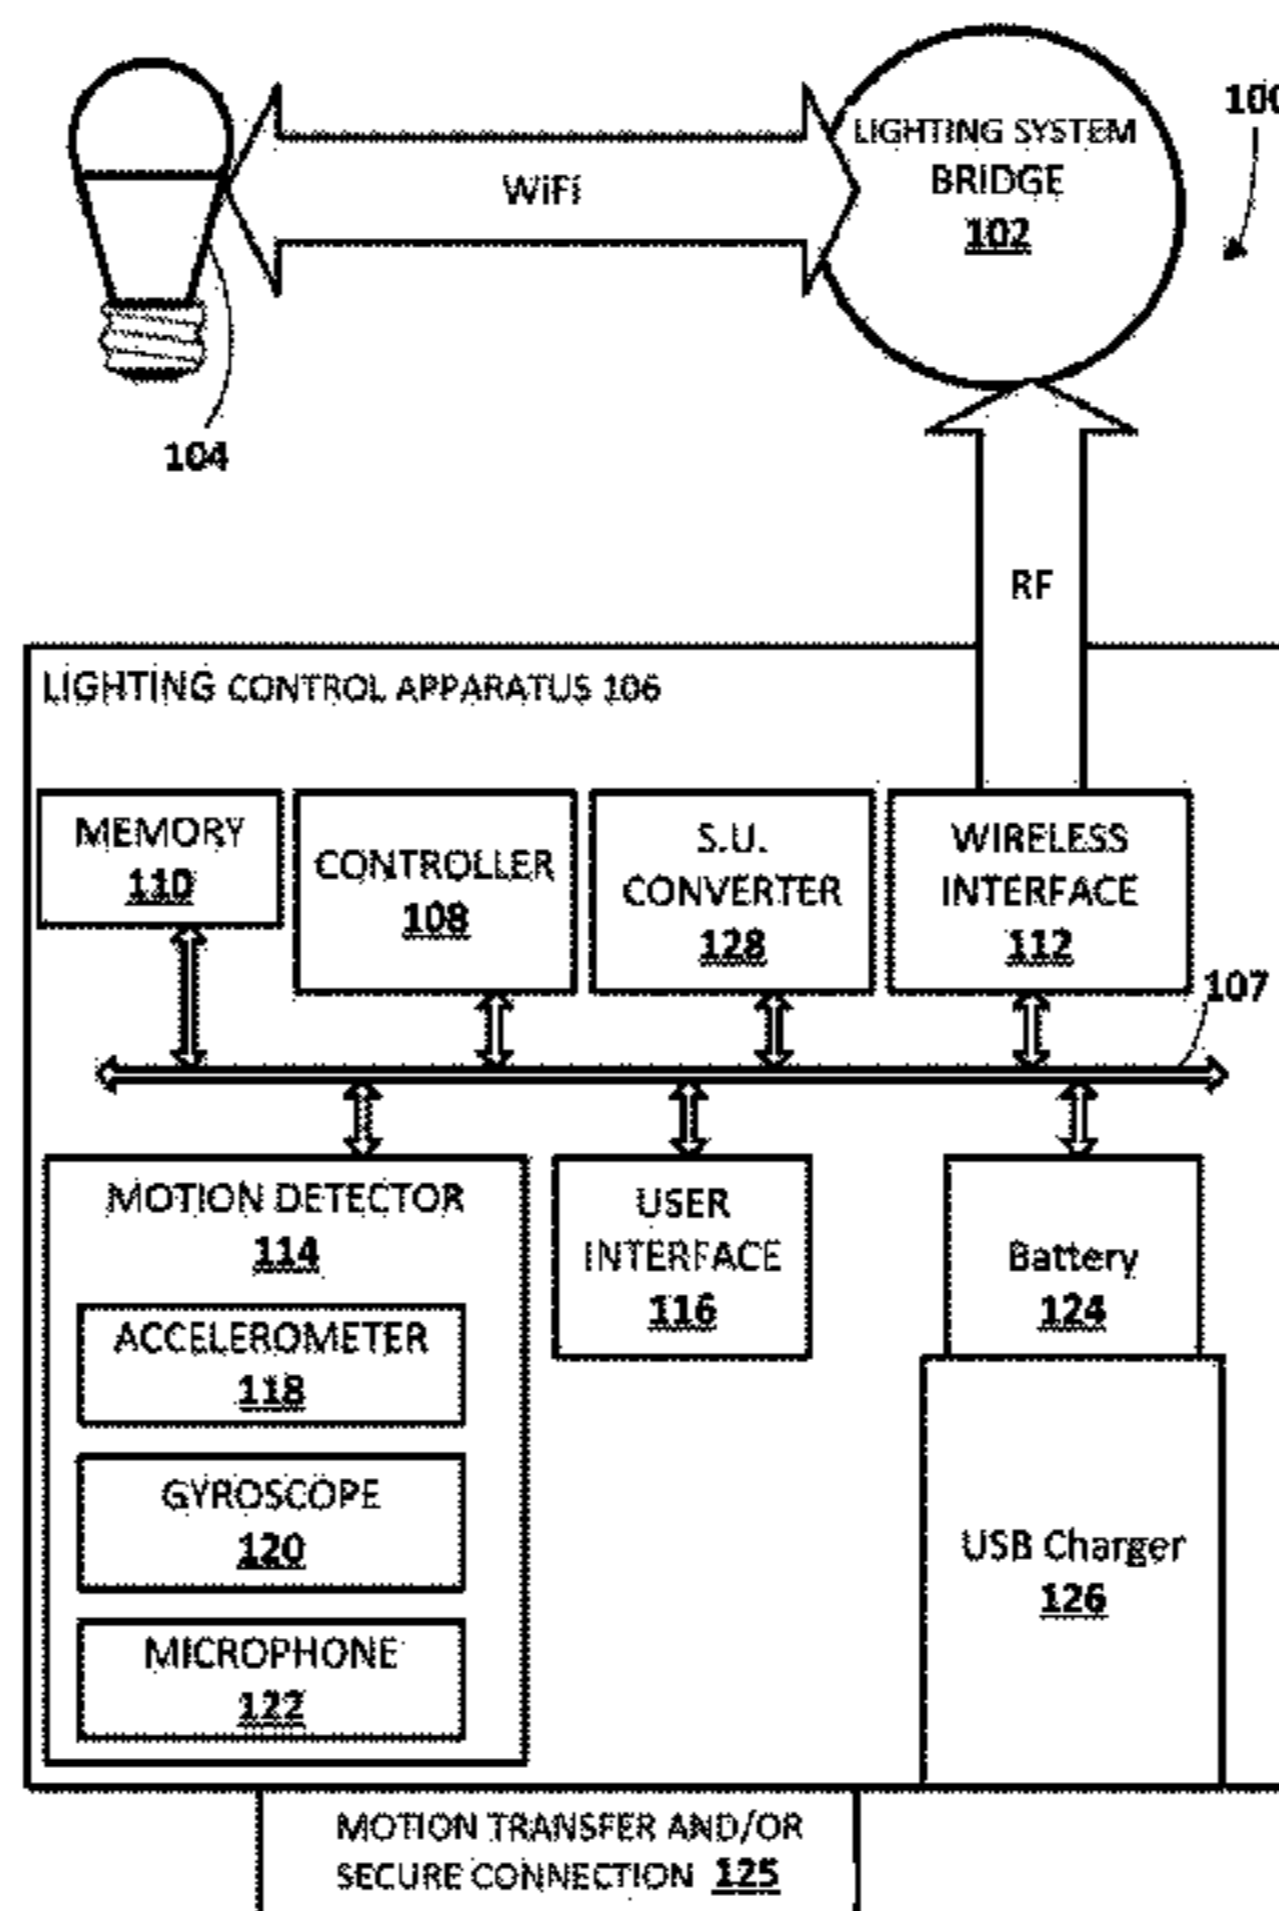 LIGHTING SYSTEM
BRIDGE
102
100
WiFi
104
RF
LIGHTING CONTROL APPARATUS 106
MEMORY
110
CONTROLLER
108
S.U.
CONVERTER
128
WIRELESS
INTERFACE
112
107
MOTION DETECTOR
114
ACCELEROMETER
118
GYROSCOPE
120
MICROPHONE
122
USER
INTERFACE
116
Battery
124
USB Charger
126
MOTION TRANSFER AND/OR
SECURE CONNECTION 125